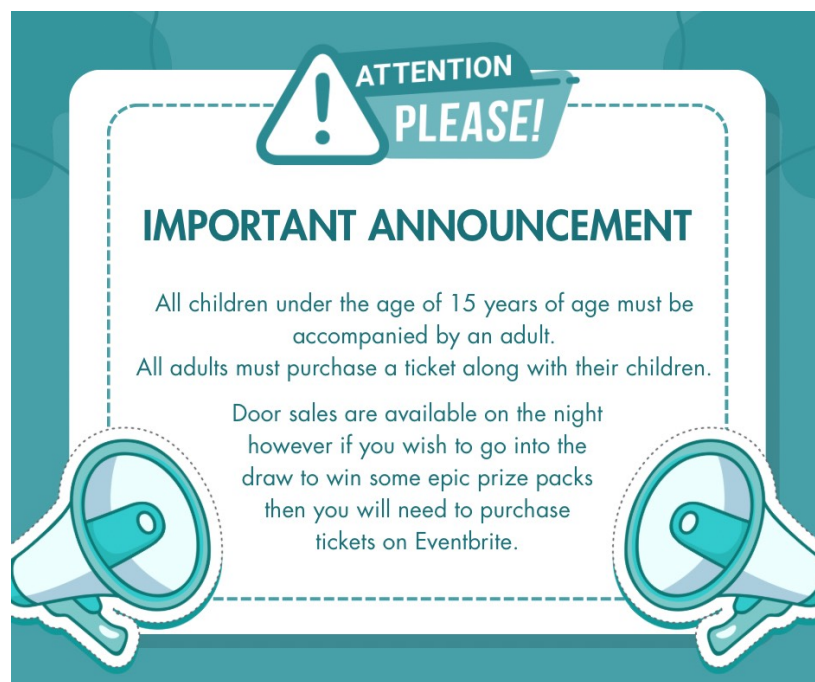 ATTENTION
PLEASE!
IMPORTANT ANNOUNCEMENT
All children under the age of 15 years of age must be
accompanied by an adult.
All adults must purchase a ticket along with their children.
Door sales are available on the night
however if you wish to go into the
draw to win some epic prize packs
then you will need to purchase
tickets on Eventbrite.